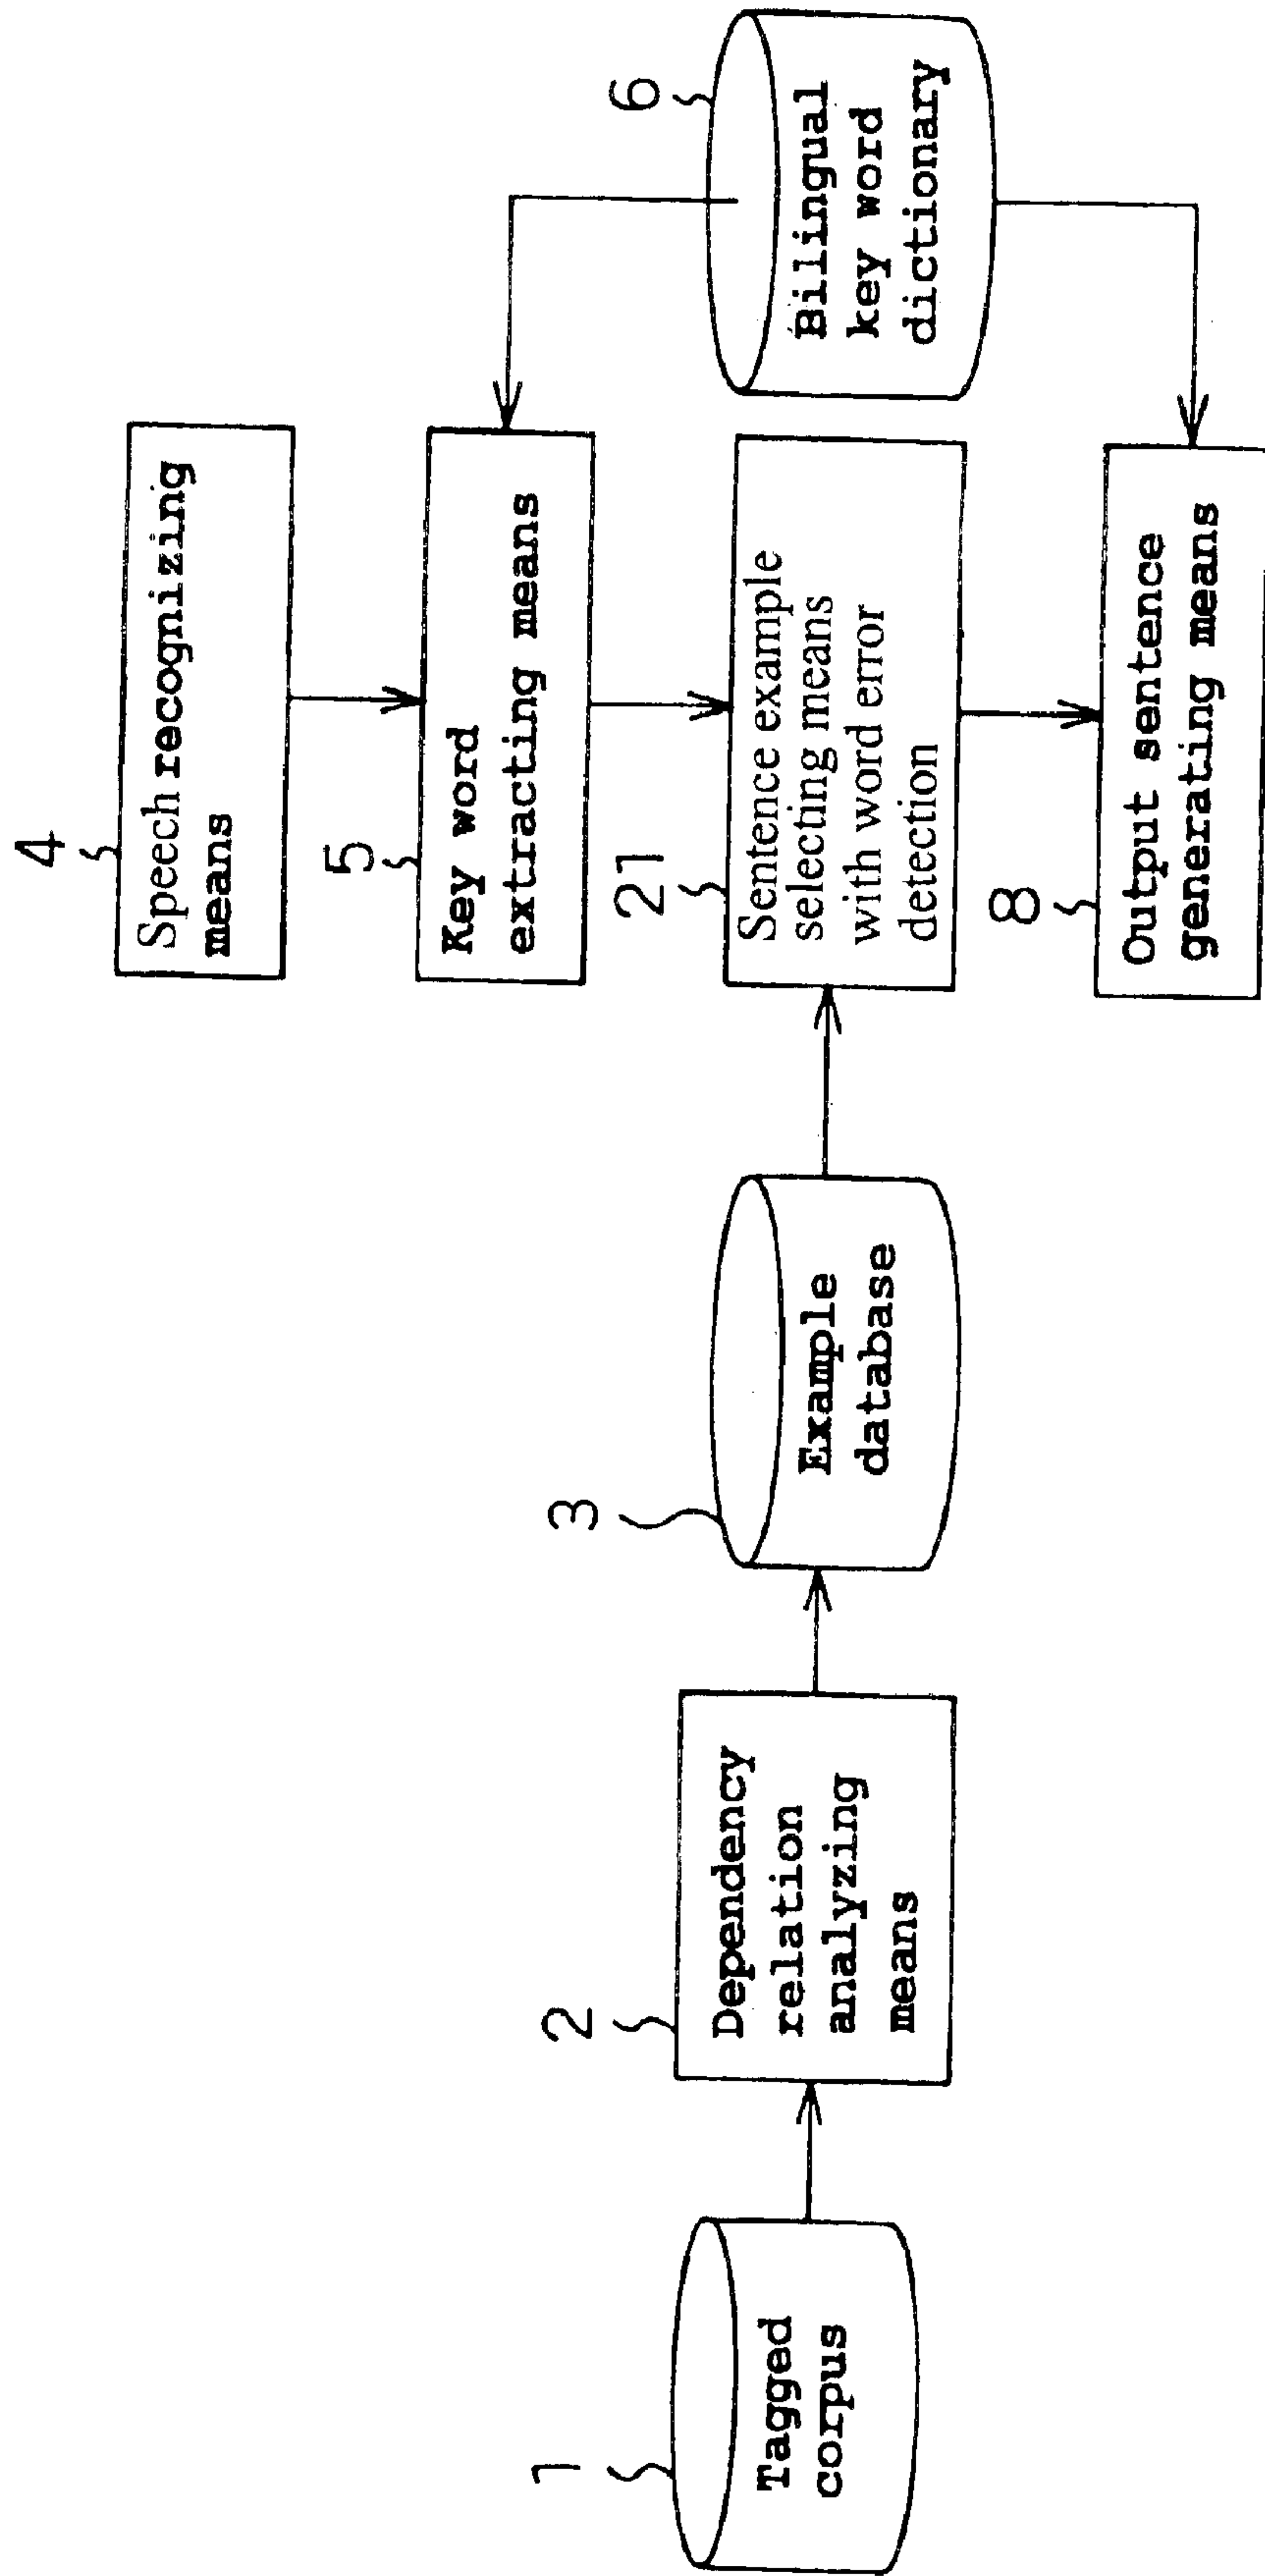 4
Speech recognizing
means
5
Key word
extracting means
6
Bilingual
key word
dictionary
1
Tagged
corpus
2
Dependency
relation
analyzing
means
3
Example
database
21
Sentence example
selecting means
with word error
detection
8
Output sentence
generating means